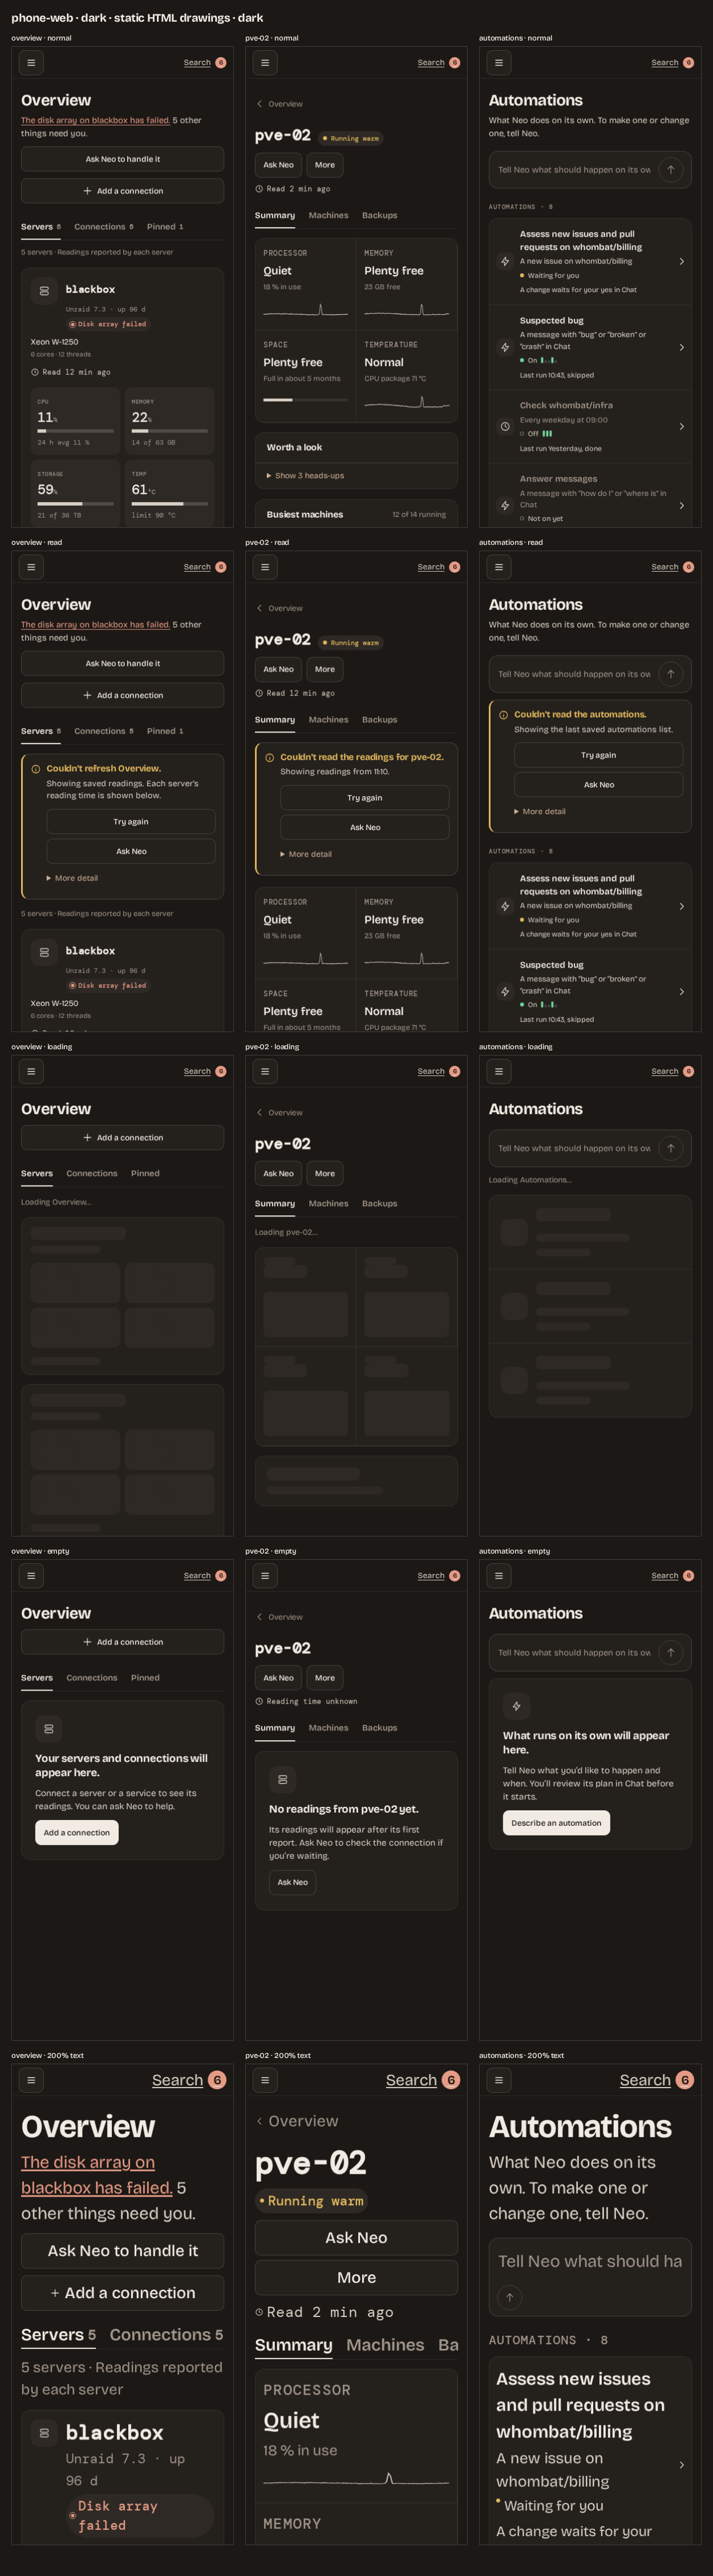 phone-web · dark · static HTML drawings · dark
overview · normal
Search 6
Overview
The disk array on blackbox has failed. 5 other
things need you.
Ask Neo to handle it
+ Add a connection
Servers 5 Connections 5 Pinned 1
5 servers · Readings reported by each server
blackbox
Unraid 7.3 · up 96 d
Disk array failed
Xeon W-1250
6 cores · 12 threads
Read 12 min ago
CPU
11%
24 h avg 11 %
MEMORY
22%
14 of 63 GB
STORAGE
59%
21 of 36 TB
TEMP
61°C
limit 90 °C
pve-02 · normal
Search 6
Overview
pve-02 Running warm
Ask Neo More
Read 2 min ago
Summary Machines Backups
PROCESSOR
Quiet
18 % in use
MEMORY
Plenty free
23 GB free
SPACE
Plenty free
Full in about 5 months
TEMPERATURE
Normal
CPU package 71 °C
Worth a look
Show 3 heads-ups
Busiest machines 12 of 14 running
automations · normal
Search 6
Automations
What Neo does on its own. To make one or change
one, tell Neo.
Tell Neo what should happen on its ow
AUTOMATIONS · 8
Assess new issues and pull
requests on whombat/billing
A new issue on whombat/billing
Waiting for you
A change waits for your yes in Chat
Suspected bug
A message with "bug" or "broken" or
"crash" in Chat
On
Last run 10:43, skipped
Check whombat/infra
Every weekday at 09:00
Off
Last run Yesterday, done
Answer messages
A message with "how do I" or "where is" in
Chat
Not on yet
overview · read
Search 6
Overview
The disk array on blackbox has failed. 5 other
things need you.
Ask Neo to handle it
+ Add a connection
Servers 5 Connections 5 Pinned 1
Couldn't refresh Overview.
Showing saved readings. Each server's
reading time is shown below.
Try again
Ask Neo
More detail
5 servers · Readings reported by each server
blackbox
Unraid 7.3 · up 96 d
Disk array failed
Xeon W-1250
6 cores · 12 threads
pve-02 · read
Search 6
Overview
pve-02 Running warm
Ask Neo More
Read 12 min ago
Summary Machines Backups
Couldn't read the readings for pve-02.
Showing readings from 11:10.
Try again
Ask Neo
More detail
PROCESSOR
Quiet
18 % in use
MEMORY
Plenty free
23 GB free
SPACE
Plenty free
Full in about 5 months
TEMPERATURE
Normal
CPU package 71 °C
automations · read
Search 6
Automations
What Neo does on its own. To make one or change
one, tell Neo.
Tell Neo what should happen on its ow
Couldn't read the automations.
Showing the last saved automations list.
Try again
Ask Neo
More detail
AUTOMATIONS · 8
Assess new issues and pull
requests on whombat/billing
A new issue on whombat/billing
Waiting for you
A change waits for your yes in Chat
Suspected bug
A message with "bug" or "broken" or
"crash" in Chat
On
Last run 10:43, skipped
overview · loading
Search 6
Overview
+ Add a connection
Servers Connections Pinned
Loading Overview...
pve-02 · loading
Search 6
Overview
pve-02
Ask Neo More
Summary Machines Backups
Loading pve-02...
automations · loading
Search 6
Automations
Tell Neo what should happen on its ow
Loading Automations...
overview · empty
Search 6
Overview
+ Add a connection
Servers Connections Pinned
Your servers and connections will
appear here.
Connect a server or a service to see its
readings. You can ask Neo to help.
Add a connection
pve-02 · empty
Search 6
Overview
pve-02
Ask Neo More
Reading time unknown
Summary Machines Backups
No readings from pve-02 yet.
Its readings will appear after its first
report. Ask Neo to check the connection if
you're waiting.
Ask Neo
automations · empty
Search 6
Automations
Tell Neo what should happen on its ow
What runs on its own will appear
here.
Tell Neo what you'd like to happen and
when. You'll review its plan in Chat before
it starts.
Describe an automation
overview · 200% text
Search 6
Overview
The disk array on
blackbox has failed. 5
other things need you.
Ask Neo to handle it
+ Add a connection
Servers 5 Connections 5
5 servers · Readings reported
by each server
blackbox
Unraid 7.3 · up
96 d
Disk array
failed
pve-02 · 200% text
Search 6
Overview
pve-02
Running warm
Ask Neo
More
Read 2 min ago
Summary Machines Ba
PROCESSOR
Quiet
18 % in use
MEMORY
automations · 200% text
Search 6
Automations
What Neo does on its
own. To make one or
change one, tell Neo.
Tell Neo what should ha
AUTOMATIONS · 8
Assess new issues
and pull requests on
whombat/billing
A new issue on
whombat/billing
Waiting for you
A change waits for your